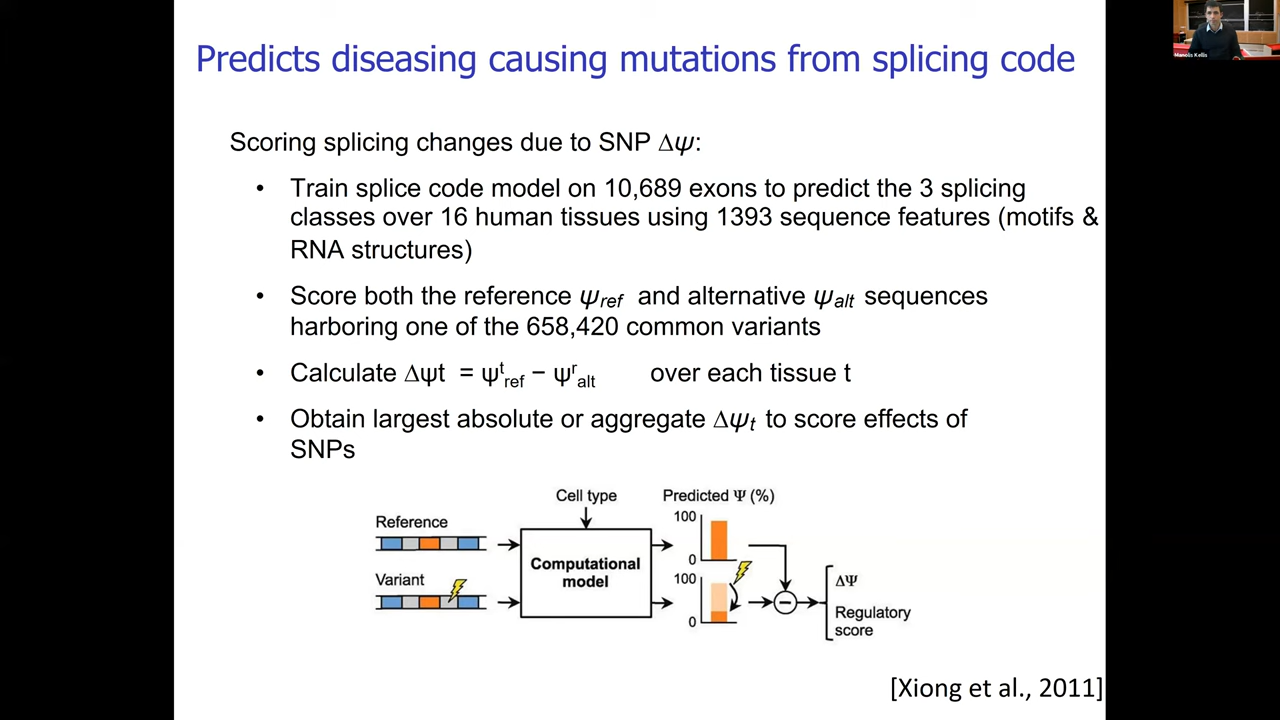 Predicts diseasing causing mutations from splicing code
Manolis Kellis
Scoring splicing changes due to SNP Δψ:
• Train splice code model on 10,689 exons to predict the 3 splicing
classes over 16 human tissues using 1393 sequence features (motifs &
RNA structures)
• Score both the reference ψref and alternative ψalt sequences
harboring one of the 658,420 common variants
• Calculate Δψt = ψtref − ψralt over each tissue t
• Obtain largest absolute or aggregate Δψt to score effects of
SNPs
Cell type
Predicted Ψ (%)
Reference
100
0
Computational
model
Variant
100
0
ΔΨ
Regulatory
score
[Xiong et al., 2011]